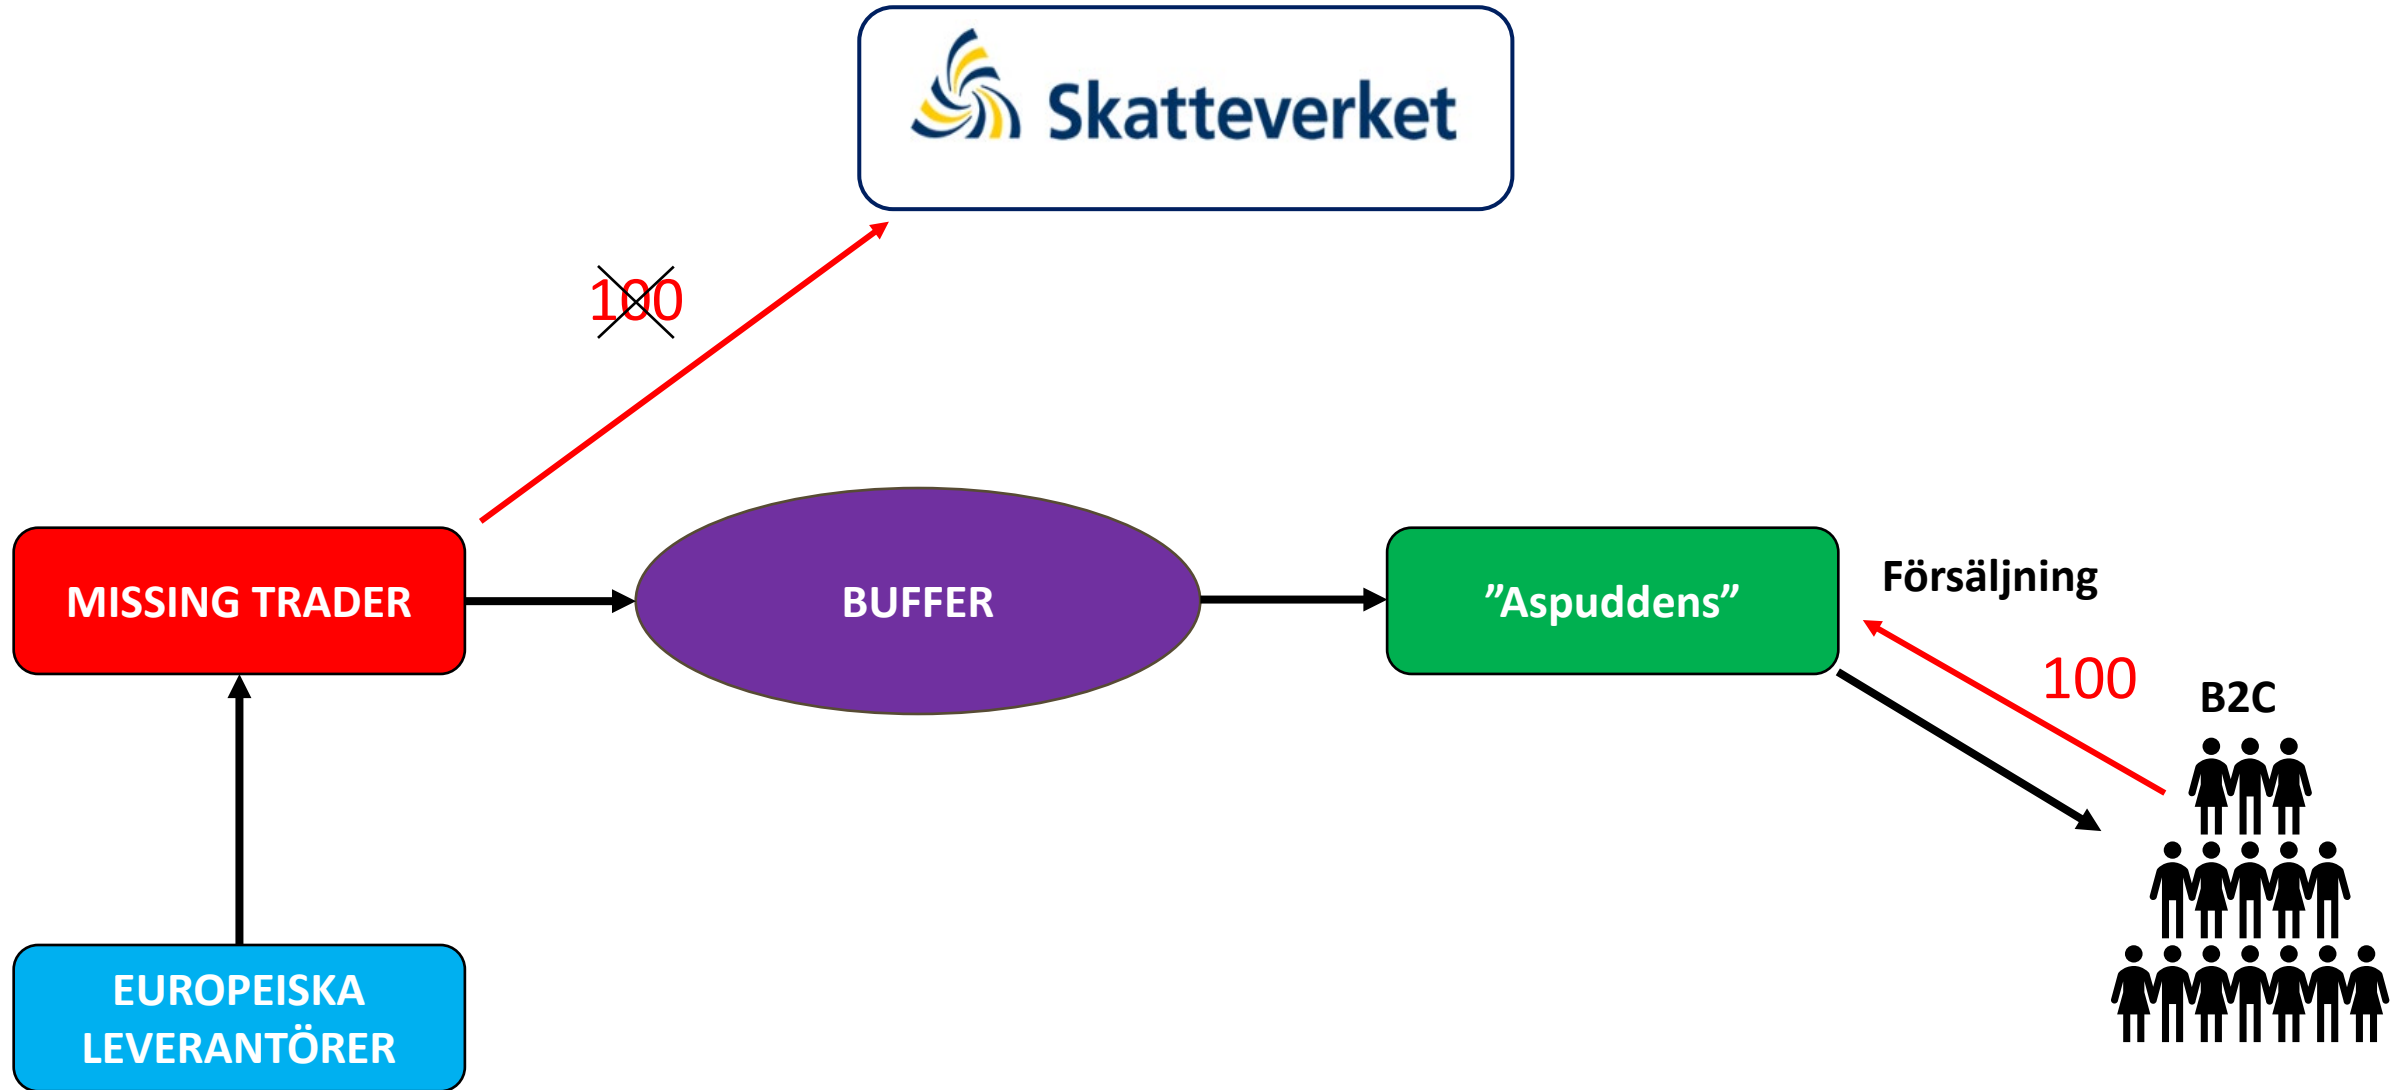 Skatteverket
100
MISSING TRADER
BUFFER
”Aspuddens”
Försäljning
100
B2C
EUROPEISKA
LEVERANTÖRER